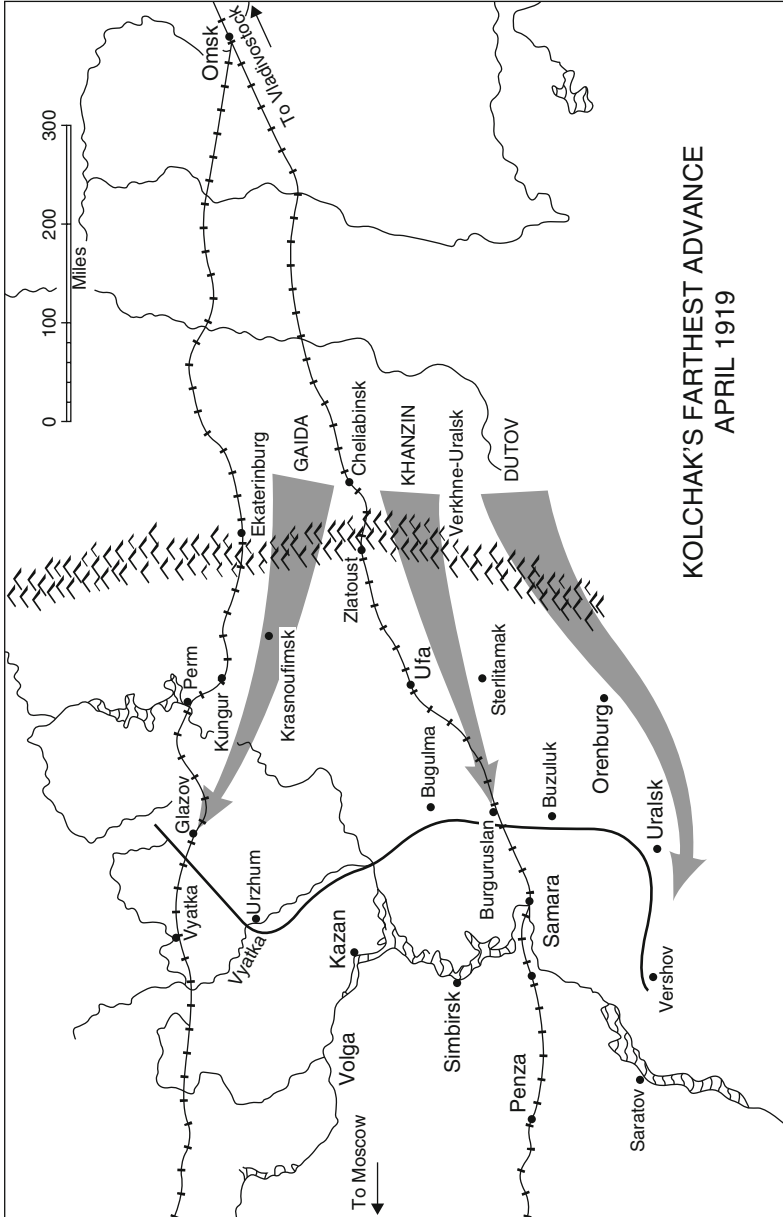 Omsk
To Vladivostock
300
200
100
0
Miles
Ekaterinburg
GAIDA
Cheliabinsk
KHANZIN
Verkhne-Uralsk
DUTOV
Zlatoust
Perm
Kungur
Krasnoufimsk
Ufa
Sterlitamak
Glazov
Bugulma
Buzuluk
Orenburg
Vyatka
Urzhum
Vyatka
Burguruslan
Uralsk
Kazan
Samara
Simbirsk
Vershov
Volga
Penza
Saratov
To Moscow
KOLCHAK'S FARTHEST ADVANCE
APRIL 1919